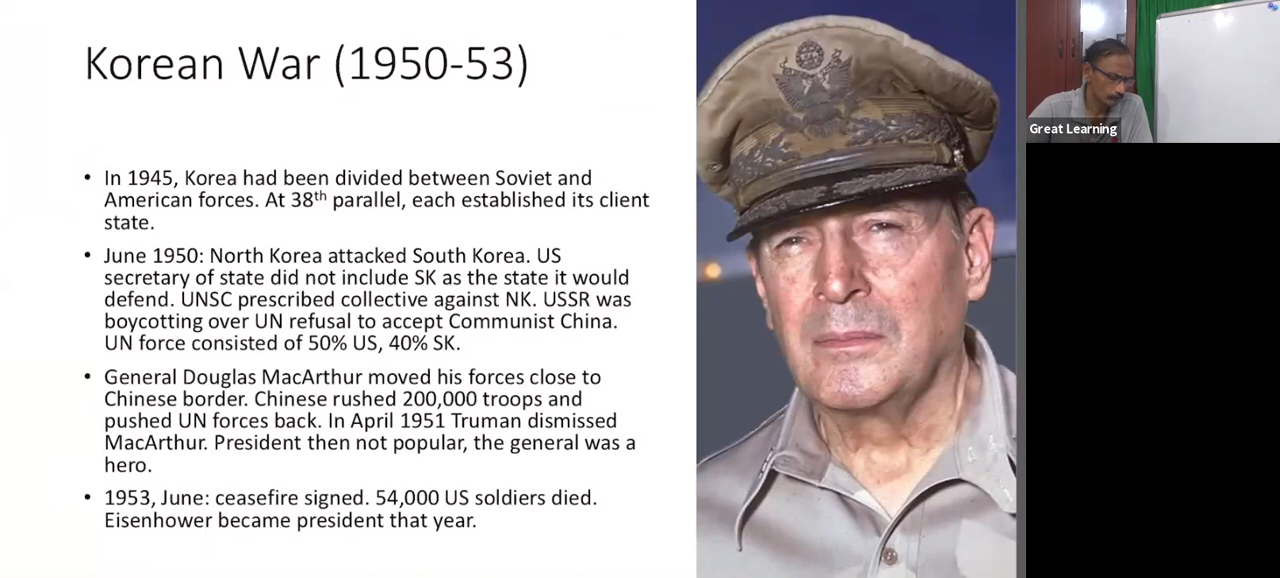 Korean War (1950-53)
• In 1945, Korea had been divided between Soviet and
American forces. At 38th parallel, each established its client
state.
• June 1950: North Korea attacked South Korea. US
secretary of state did not include SK as the state it would
defend. UNSC prescribed collective against NK. USSR was
boycotting over UN refusal to accept Communist China.
UN force consisted of 50% US, 40% SK.
• General Douglas MacArthur moved his forces close to
Chinese border. Chinese rushed 200,000 troops and
pushed UN forces back. In April 1951 Truman dismissed
MacArthur. President then not popular, the general was a
hero.
• 1953, June: ceasefire signed. 54,000 US soldiers died.
Eisenhower became president that year.
Great Learning